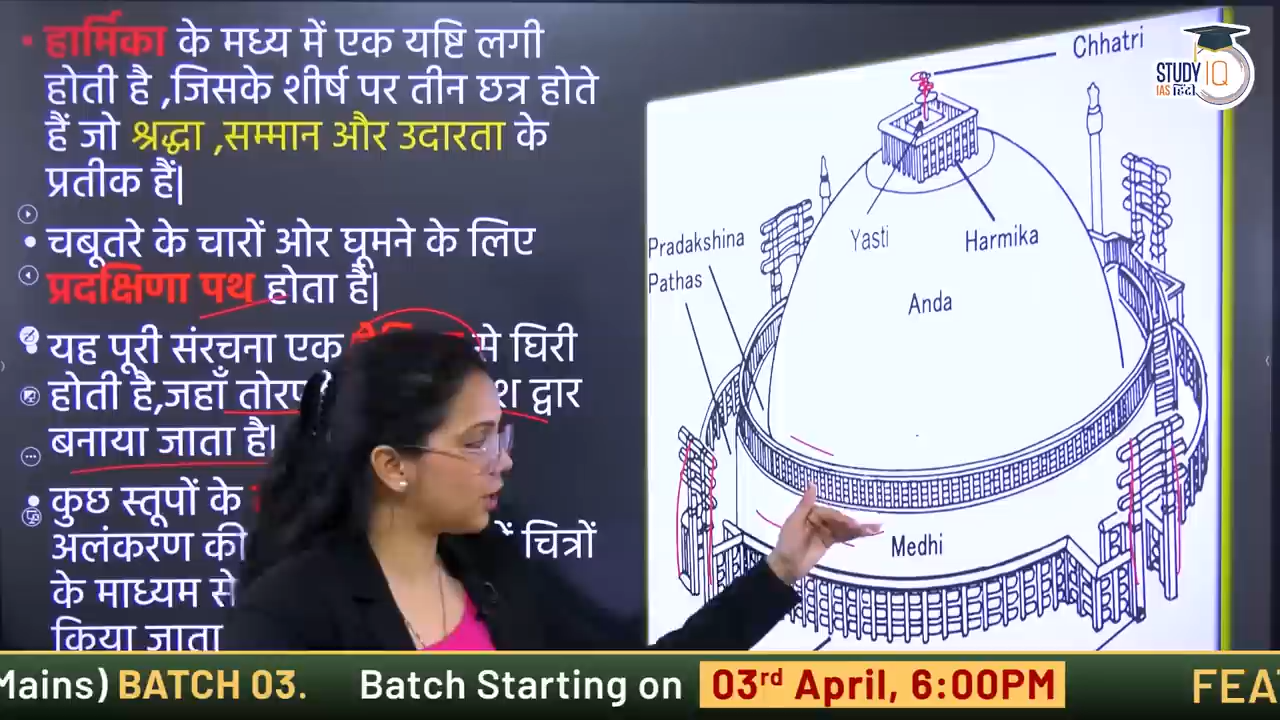 हार्मिका के मध्य में एक यष्टि लगी
होती है ,जिसके शीर्ष पर तीन छत्र होते
हैं जो श्रद्धा ,सम्मान और उदारता के
प्रतीक हैं|
चबूतरे के चारों ओर घूमने के लिए
प्रदक्षिणा पथ होता है|
यह पूरी संरचना एक से घिरी
होती है,जहाँ द्वार
बनाया जाता है|
कुछ स्तूपों के
अलंकरण की चित्रों
के माध्यम से
किया जाता
Chhatri
STUDY IQ
IAS हिंदी
Pradakshina
Pathas
Yasti
Harmika
Anda
Medhi
Mains) BATCH 03. Batch Starting on 03rd April, 6:00PM